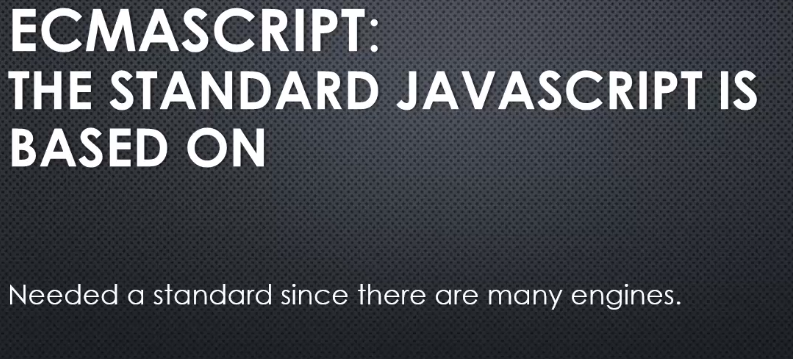 ECMASCRIPT:
THE STANDARD JAVASCRIPT IS
BASED ON
Needed a standard since there are many engines.